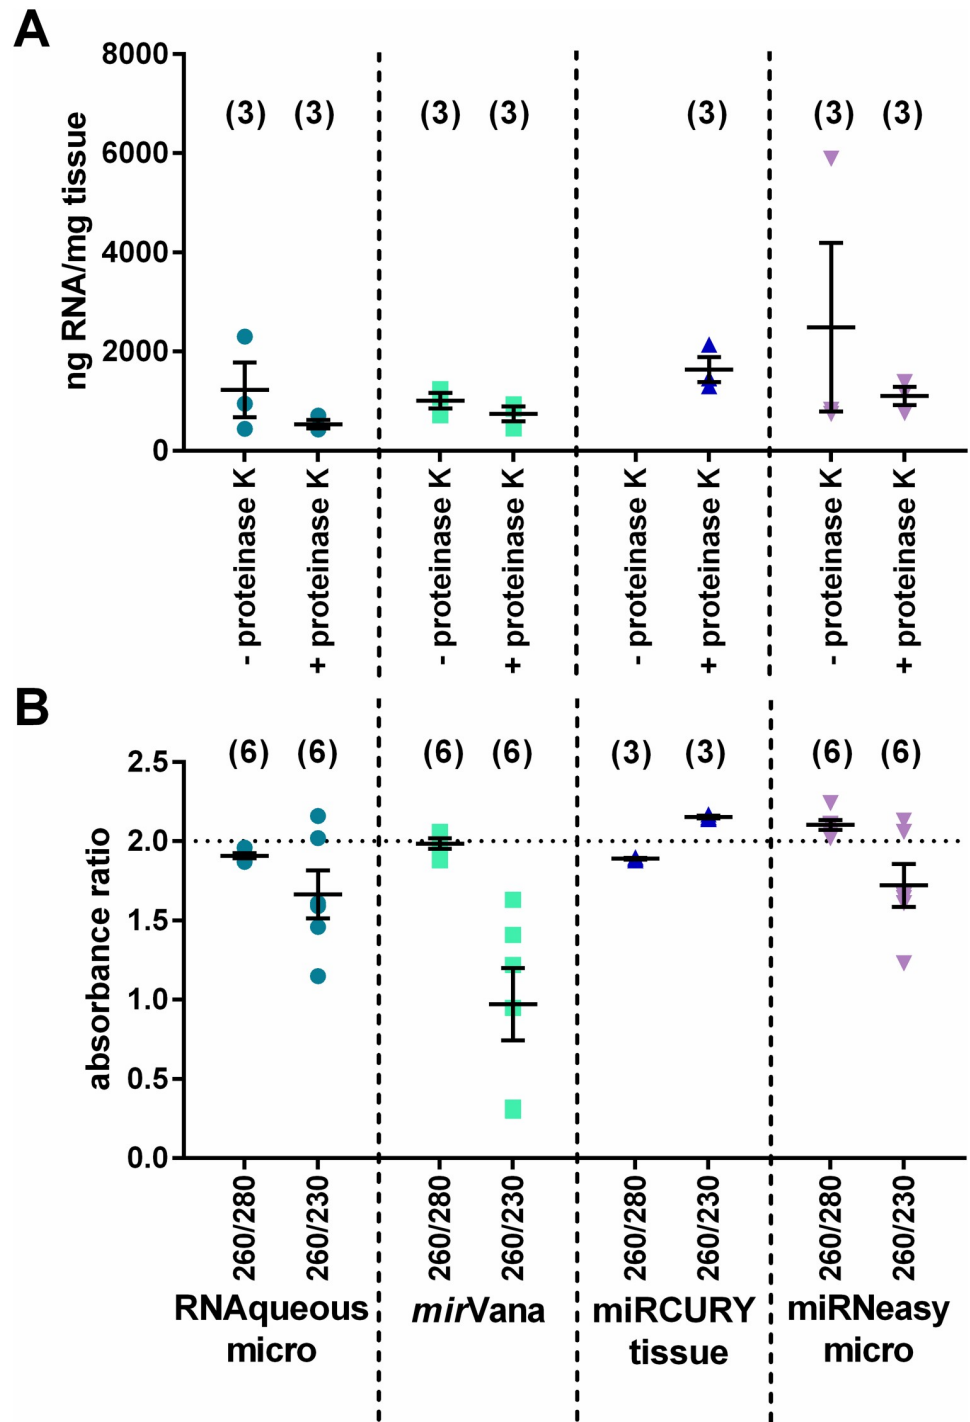 A
8000
6000
4000
2000
0
ng RNA/mg tissue
(3) (3) (3) (3) (3) (3) (3)
- proteinase K
+ proteinase K
- proteinase K
+ proteinase K
- proteinase K
+ proteinase K
- proteinase K
+ proteinase K
B
2.5
2.0
1.5
1.0
0.5
0.0
absorbance ratio
(6) (6) (6) (6) (3) (3) (6) (6)
260/280
260/230
260/280
260/230
260/280
260/230
260/280
260/230
RNAqueous
micro
mirVana
miRCURY
tissue
miRNeasy
micro